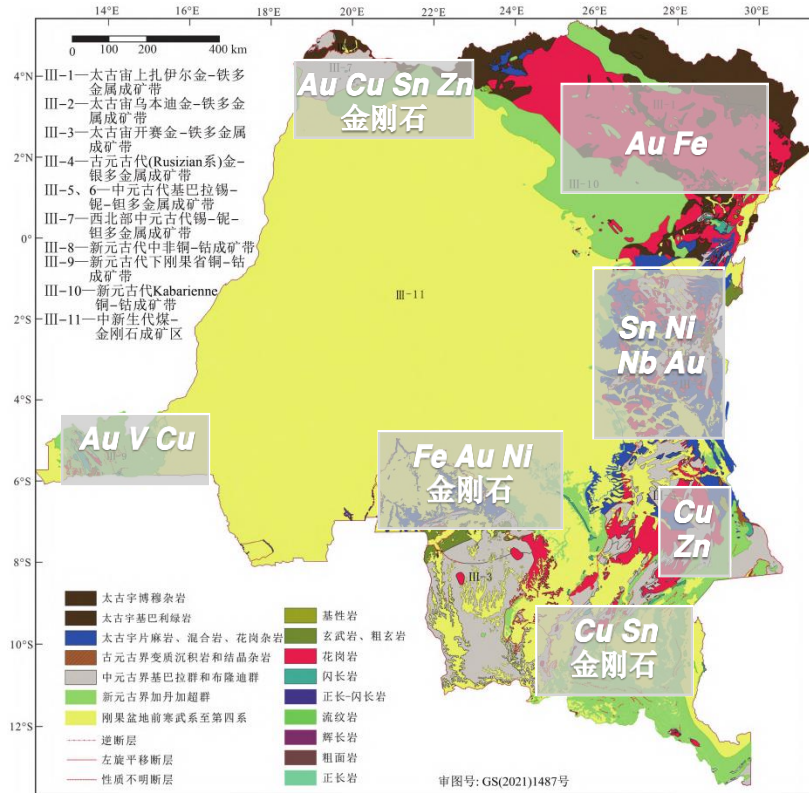 14°E 18°E 20°E 22°E 24°E 26°E 28°E 30°E
0 100 200 400 km
4°N
2°N
0°
2°S
4°S
6°S
8°S
10°S
12°S
III-1—太古宙上扎伊尔金-铁多
金属成矿带
III-2—太古宙乌本迪金-铁多金
属成矿带
III-3—太古宙开赛金-铁多金属
成矿带
III-4—古元古代(Rusizian系)金-
银多金属成矿带
III-5、6—中元古代基巴拉锡-
铌-钽多金属成矿带
III-7—西北部中元古代锡-铌-
钽多金属成矿带
III-8—新元古代中非铜-钴成矿带
III-9—新元古代下刚果省铜-钴
成矿带
III-10—新元古代Kabarienne
铜-钴成矿带
III-11—中新生代煤-
金刚石成矿区
III-7
Au Cu Sn Zn
金刚石
III-1
Au Fe
III-10
III-11
Sn Ni
Nb Au
Au V Cu
III-9
Fe Au Ni
金刚石
Cu
Zn
III-3
Cu Sn
金刚石
太古宇博穆杂岩
太古宇基巴利绿岩
太古宇片麻岩、混合岩、花岗杂岩
古元古界变质沉积岩和结晶杂岩
中元古界基巴拉群和布隆迪群
新元古界加丹加超群
刚果盆地前寒武系至第四系
逆断层
左旋平移断层
性质不明断层
基性岩
玄武岩、粗玄岩
花岗岩
闪长岩
正长-闪长岩
流纹岩
辉长岩
粗面岩
正长岩
审图号: GS(2021)1487号